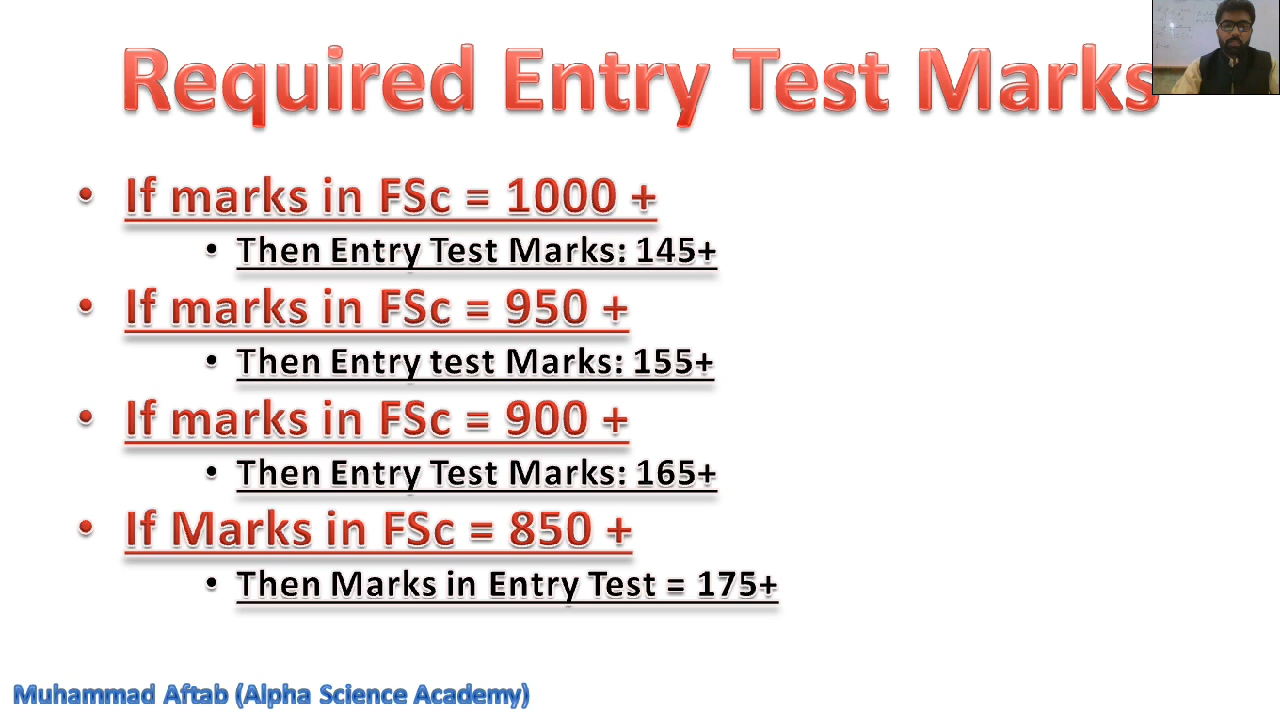 Required Entry Test Marks
• If marks in FSc = 1000 +
• Then Entry Test Marks: 145+
• If marks in FSc = 950 +
• Then Entry test Marks: 155+
• If marks in FSc = 900 +
• Then Entry Test Marks: 165+
• If Marks in FSc = 850 +
• Then Marks in Entry Test = 175+
Muhammad Aftab (Alpha Science Academy)